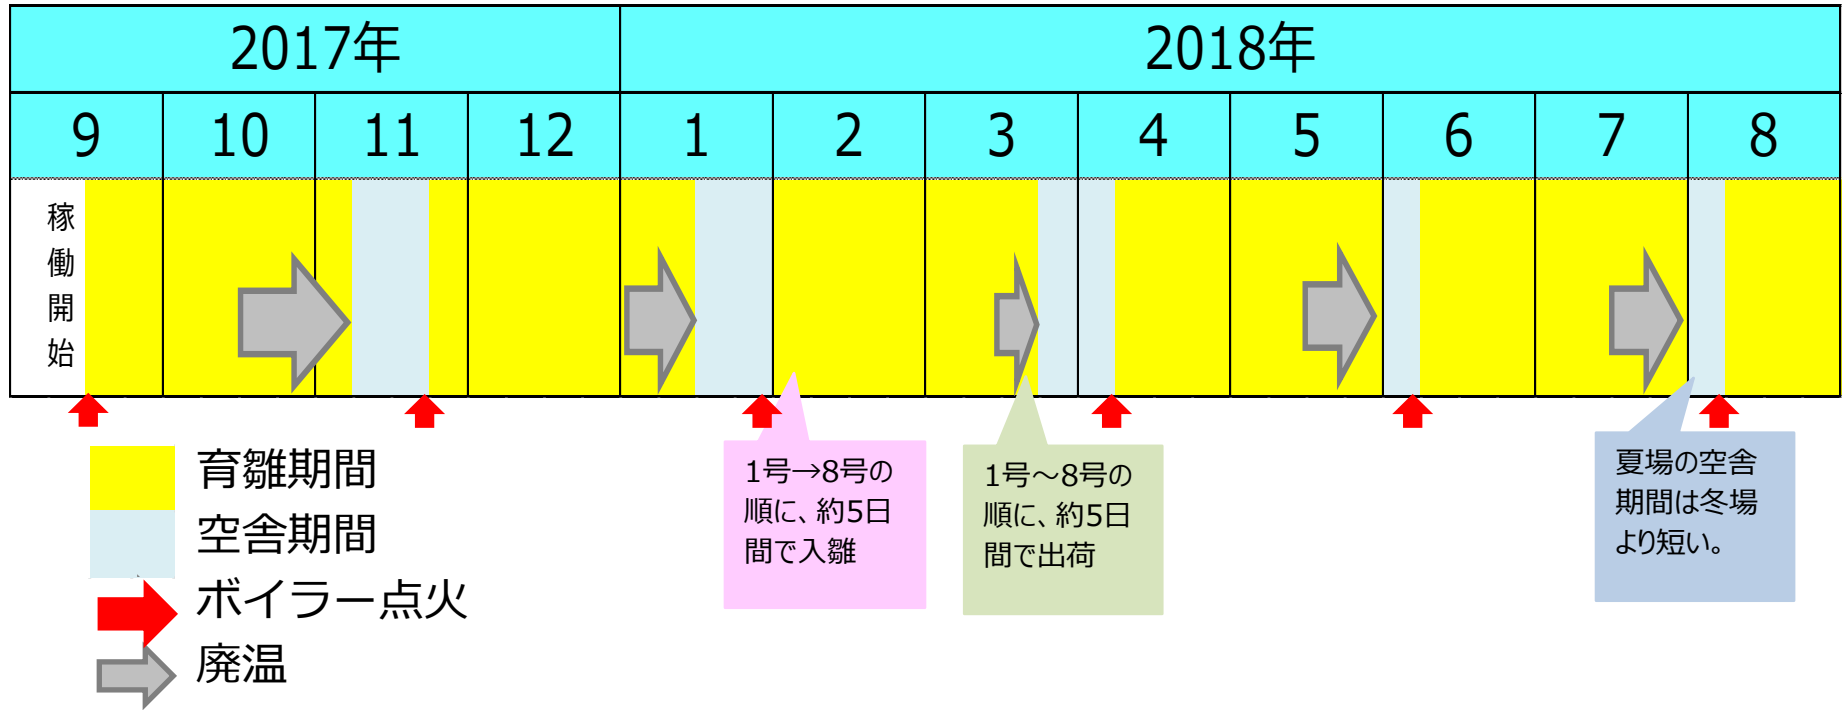 2017年 2018年
9 10 11 12 1 2 3 4 5 6 7 8
稼働開始
1号→8号の
順に、約5日
間で入雛
1号～8号の
順に、約5日
間で出荷
夏場の空舎
期間は冬場
より短い。
育雛期間
空舎期間
ボイラー点火
廃温